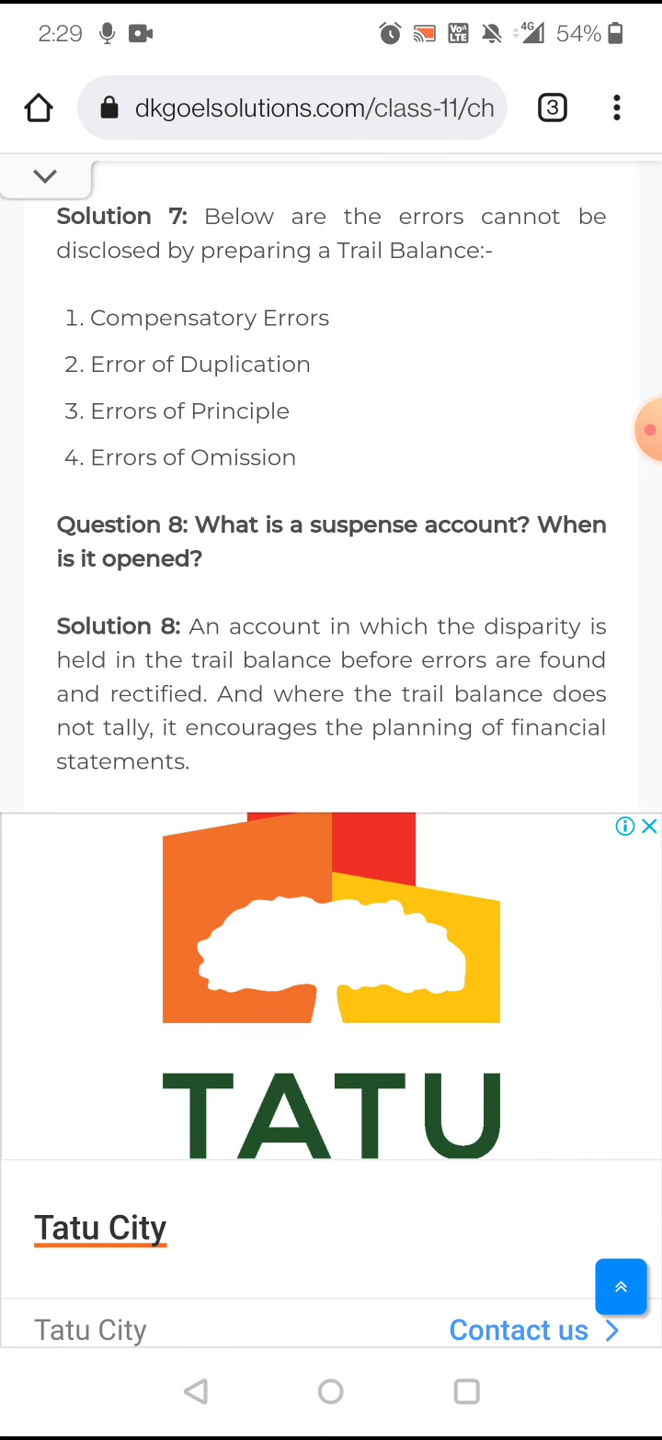 2:29 Vo)) LTE 4G 54%
dkgoelsolutions.com/class-11/ch 3
Solution 7: Below are the errors cannot be
disclosed by preparing a Trail Balance:-
1. Compensatory Errors
2. Error of Duplication
3. Errors of Principle
4. Errors of Omission
Question 8: What is a suspense account? When
is it opened?
Solution 8: An account in which the disparity is
held in the trail balance before errors are found
and rectified. And where the trail balance does
not tally, it encourages the planning of financial
statements.
TATU
Tatu City
Tatu City Contact us